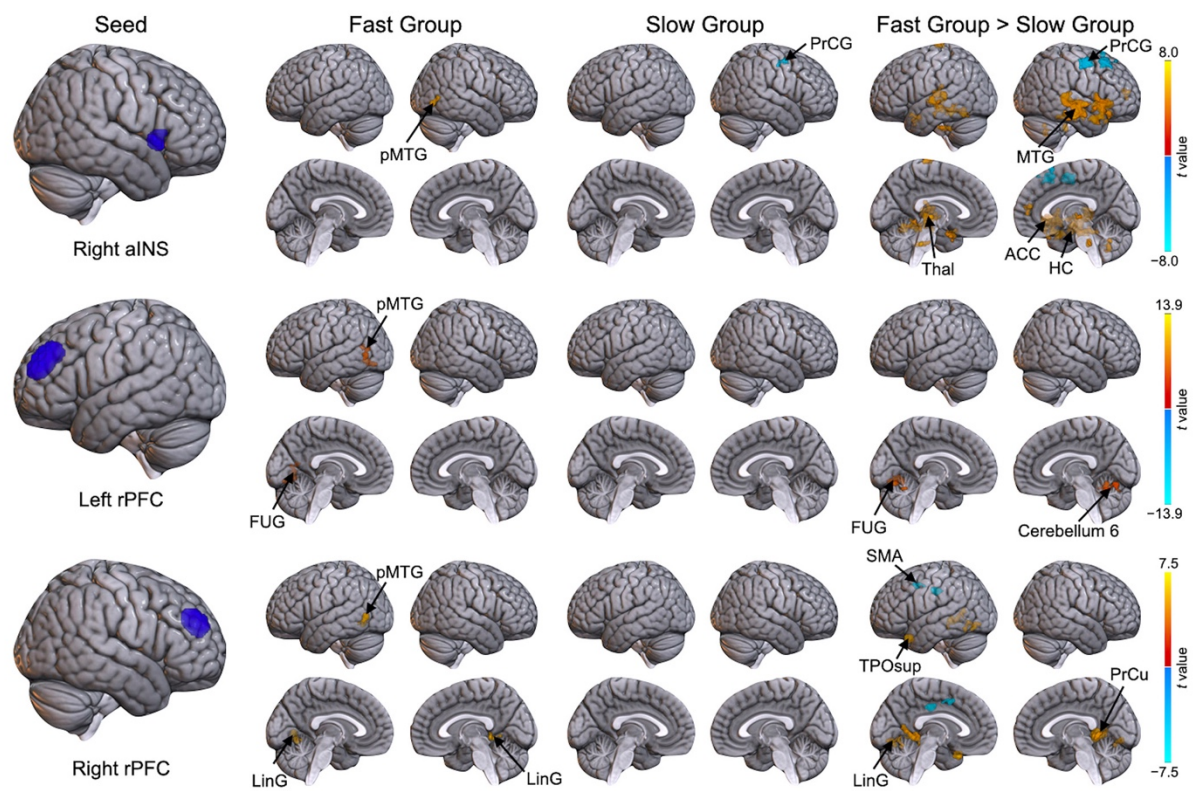 Seed
Fast Group
Slow Group
Fast Group > Slow Group
PrCG
PrCG
8.0
pMTG
MTG
t value
Right aINS
Thal
ACC
HC
−8.0
pMTG
13.9
t value
Left rPFC
FUG
FUG
Cerebellum 6
−13.9
pMTG
SMA
7.5
TPOsup
t value
PrCu
LinG
LinG
LinG
Right rPFC
−7.5